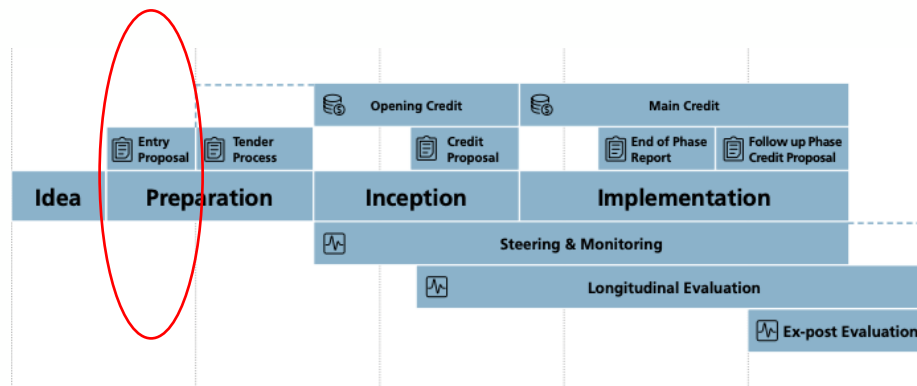 Opening Credit
Main Credit
Entry
Proposal
Tender
Process
Credit
Proposal
End of Phase
Report
Follow up Phase
Credit Proposal
Idea
Preparation
Inception
Implementation
Steering & Monitoring
Longitudinal Evaluation
Ex-post Evaluation